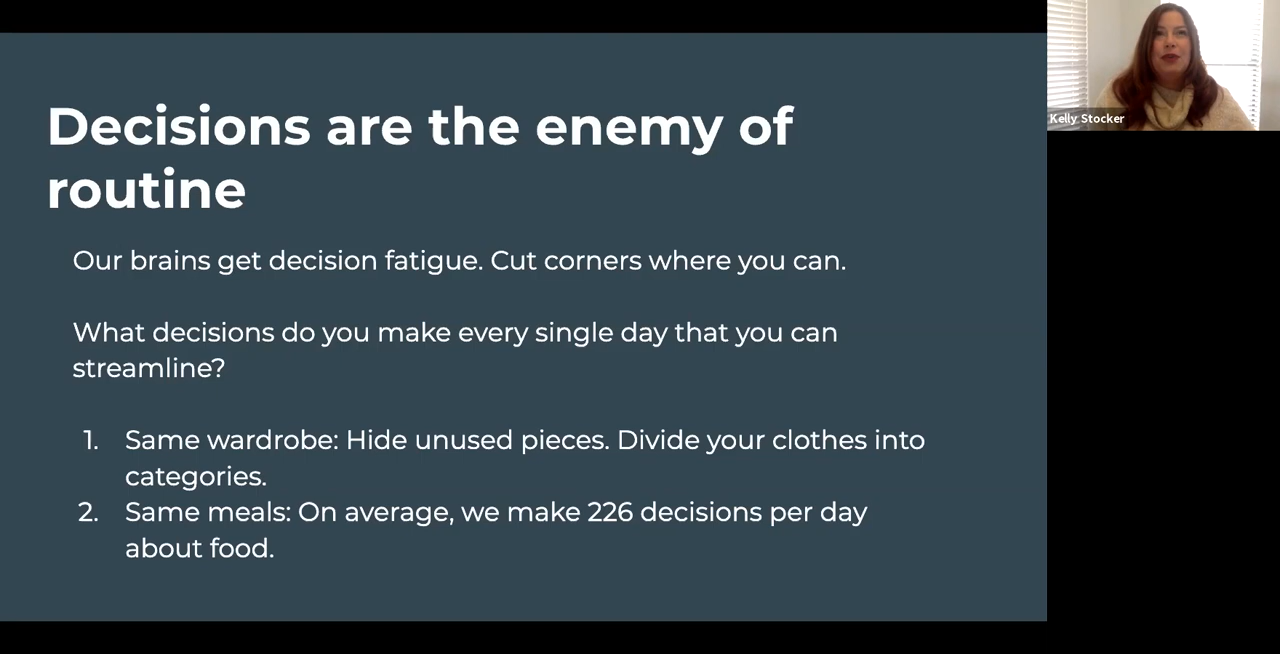 Decisions are the enemy of
routine
Our brains get decision fatigue. Cut corners where you can.
What decisions do you make every single day that you can
streamline?
1. Same wardrobe: Hide unused pieces. Divide your clothes into
categories.
2. Same meals: On average, we make 226 decisions per day
about food.
Kelly Stocker